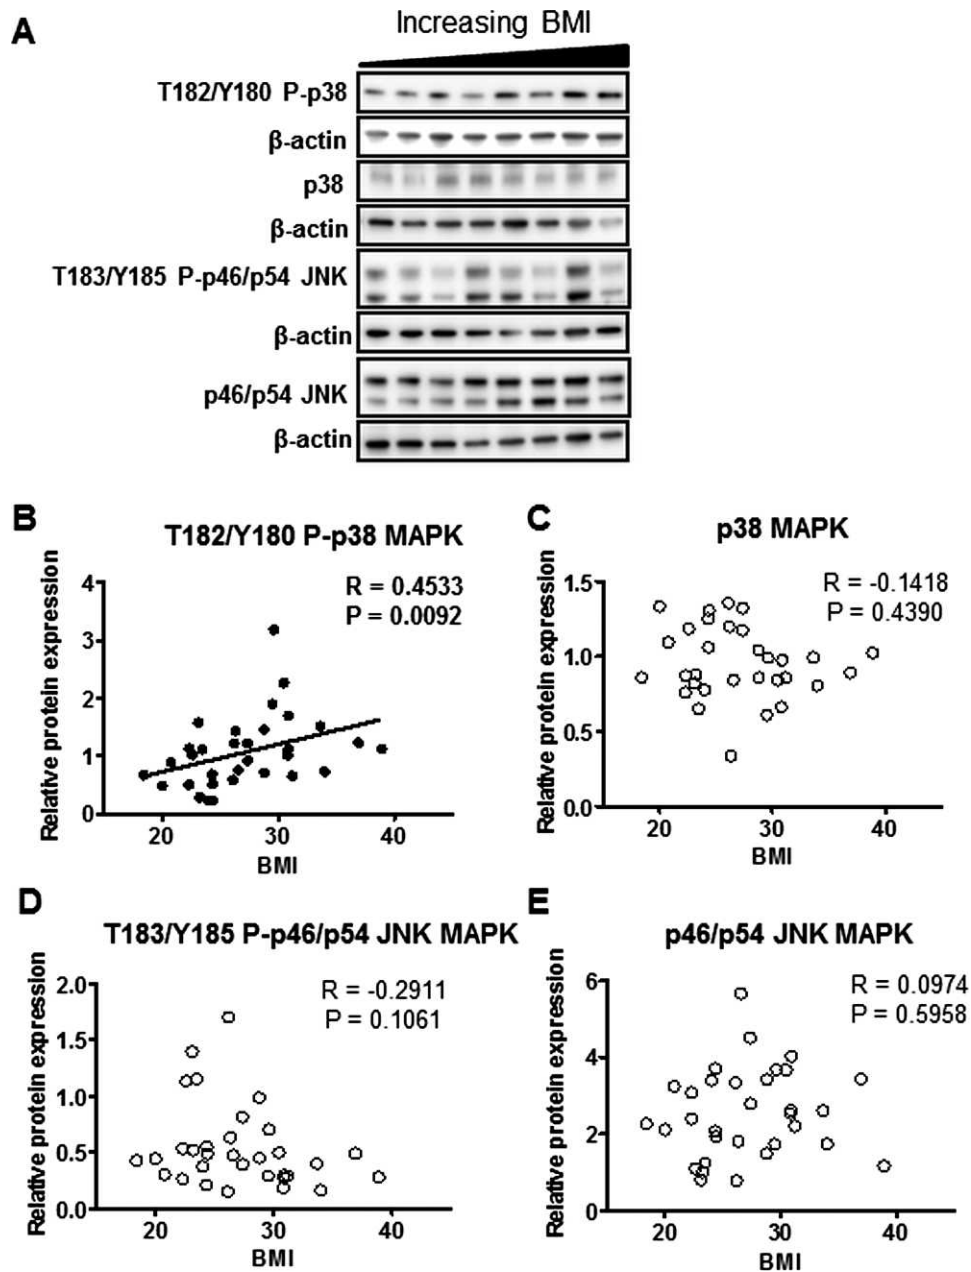 A
Increasing BMI
T182/Y180 P-p38
β-actin
p38
β-actin
T183/Y185 P-p46/p54 JNK
β-actin
p46/p54 JNK
β-actin
B
T182/Y180 P-p38 MAPK
R = 0.4533
P = 0.0092
Relative protein expression
4
3
2
1
0
20 30 40
BMI
C
p38 MAPK
R = -0.1418
P = 0.4390
Relative protein expression
1.5
1.0
0.5
0.0
20 30 40
BMI
D
T183/Y185 P-p46/p54 JNK MAPK
R = -0.2911
P = 0.1061
Relative protein expression
2.0
1.5
1.0
0.5
0.0
20 30 40
BMI
E
p46/p54 JNK MAPK
R = 0.0974
P = 0.5958
Relative protein expression
6
4
2
0
20 30 40
BMI